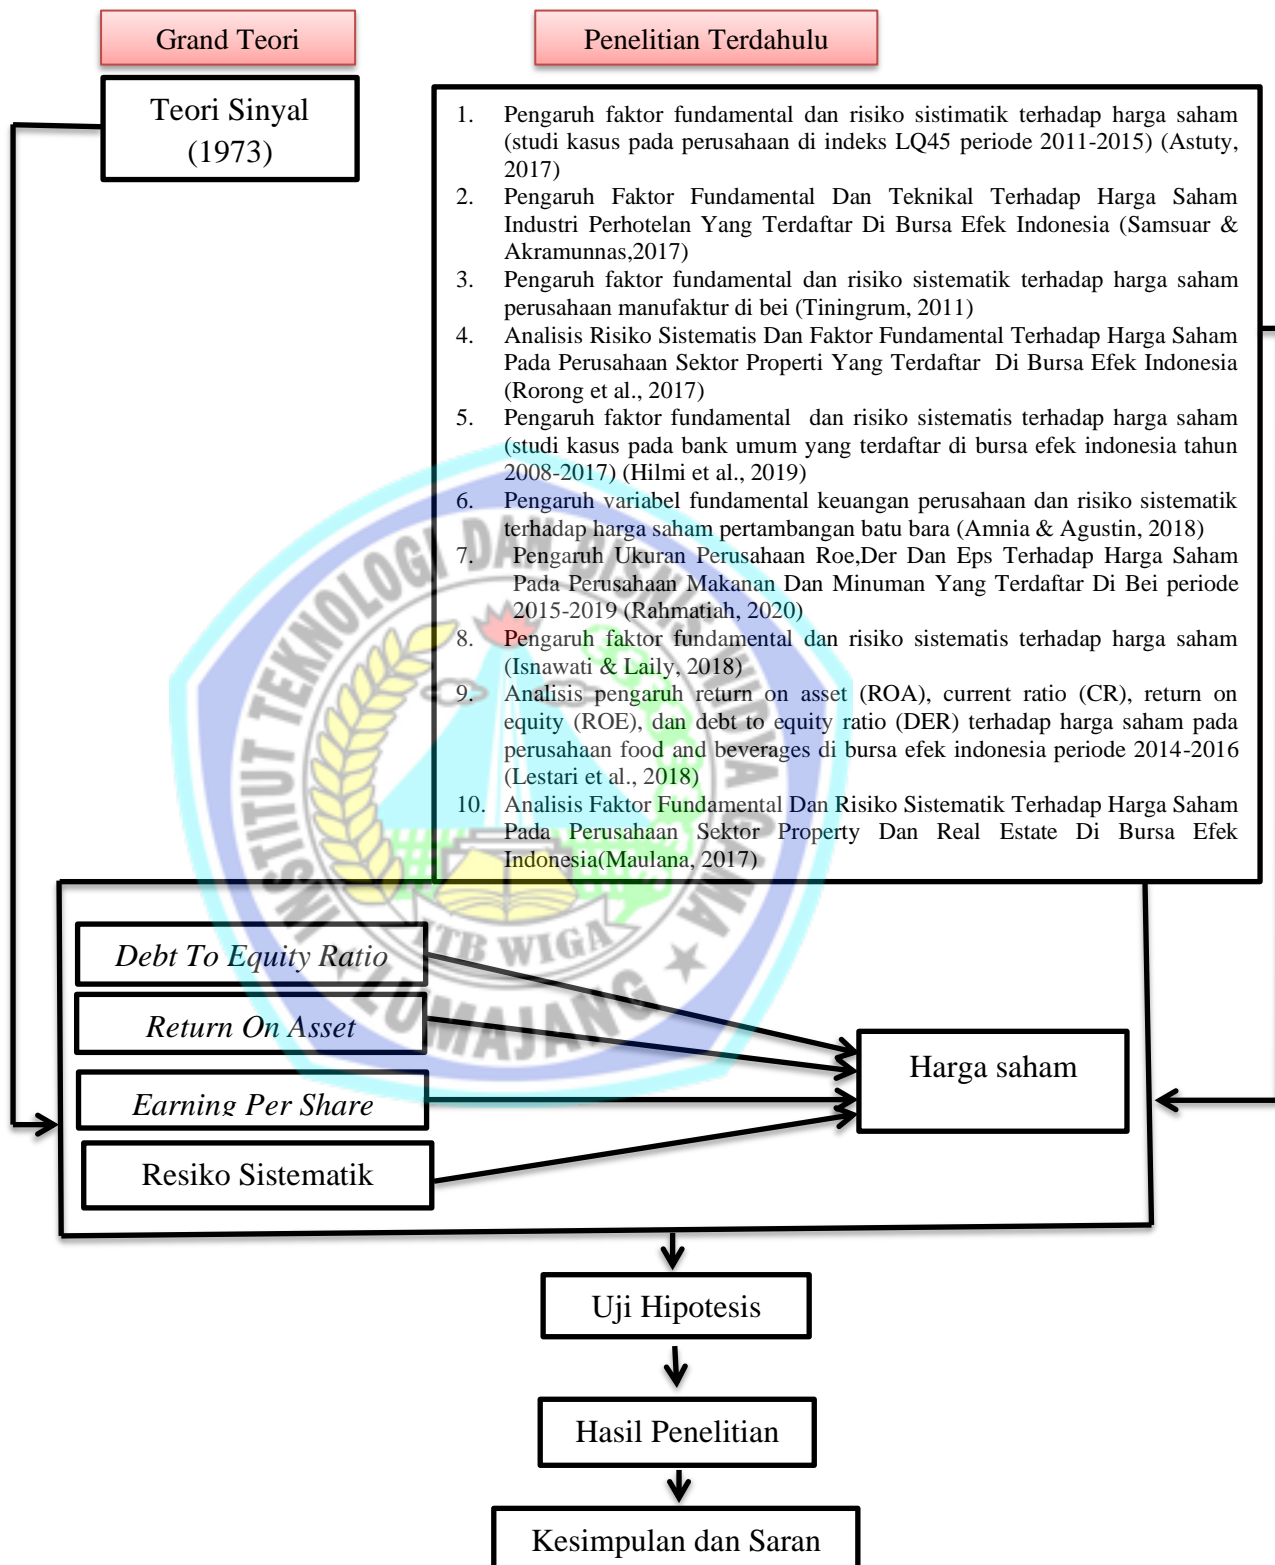 Grand Teori
Penelitian Terdahulu
Teori Sinyal
(1973)
1. Pengaruh faktor fundamental dan risiko sistimatik terhadap harga saham
(studi kasus pada perusahaan di indeks LQ45 periode 2011-2015) (Astuty,
2017)
2. Pengaruh Faktor Fundamental Dan Teknikal Terhadap Harga Saham
Industri Perhotelan Yang Terdaftar Di Bursa Efek Indonesia (Samsuar &
Akramunnas,2017)
3. Pengaruh faktor fundamental dan risiko sistematik terhadap harga saham
perusahaan manufaktur di bei (Tiningrum, 2011)
4. Analisis Risiko Sistematis Dan Faktor Fundamental Terhadap Harga Saham
Pada Perusahaan Sektor Properti Yang Terdaftar Di Bursa Efek Indonesia
(Rorong et al., 2017)
5. Pengaruh faktor fundamental dan risiko sistematis terhadap harga saham
(studi kasus pada bank umum yang terdaftar di bursa efek indonesia tahun
2008-2017) (Hilmi et al., 2019)
6. Pengaruh variabel fundamental keuangan perusahaan dan risiko sistematik
terhadap harga saham pertambangan batu bara (Amnia & Agustin, 2018)
7. Pengaruh Ukuran Perusahaan Roe,Der Dan Eps Terhadap Harga Saham
Pada Perusahaan Makanan Dan Minuman Yang Terdaftar Di Bei periode
2015-2019 (Rahmatiah, 2020)
8. Pengaruh faktor fundamental dan risiko sistematis terhadap harga saham
(Isnawati & Laily, 2018)
9. Analisis pengaruh return on asset (ROA), current ratio (CR), return on
equity (ROE), dan debt to equity ratio (DER) terhadap harga saham pada
perusahaan food and beverages di bursa efek indonesia periode 2014-2016
(Lestari et al., 2018)
10. Analisis Faktor Fundamental Dan Risiko Sistematik Terhadap Harga Saham
Pada Perusahaan Sektor Property Dan Real Estate Di Bursa Efek
Indonesia(Maulana, 2017)
INSTITUT TEKNOLOGI DAN BISNIS WIDYA GAMA
ITB WIGA
★ LUMAJANG ★
Debt To Equity Ratio
Return On Asset
Earning Per Share
Resiko Sistematik
Harga saham
Uji Hipotesis
Hasil Penelitian
Kesimpulan dan Saran